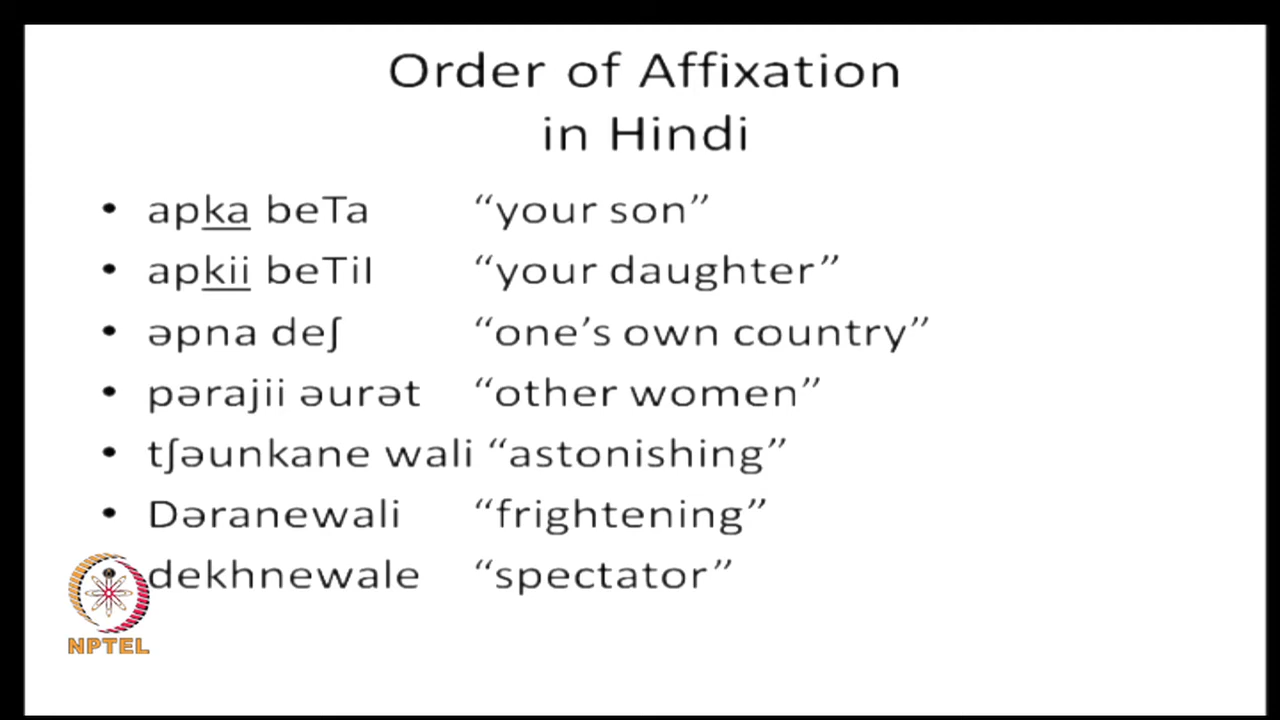 Order of Affixation
in Hindi
• apka beTa "your son"
• apkii beTiI "your daughter"
• əpna deʃ "one's own country"
• pərajii əurət "other women"
• tʃəunkane wali "astonishing"
• Dəranewali "frightening"
dekhnewale "spectator"
NPTEL